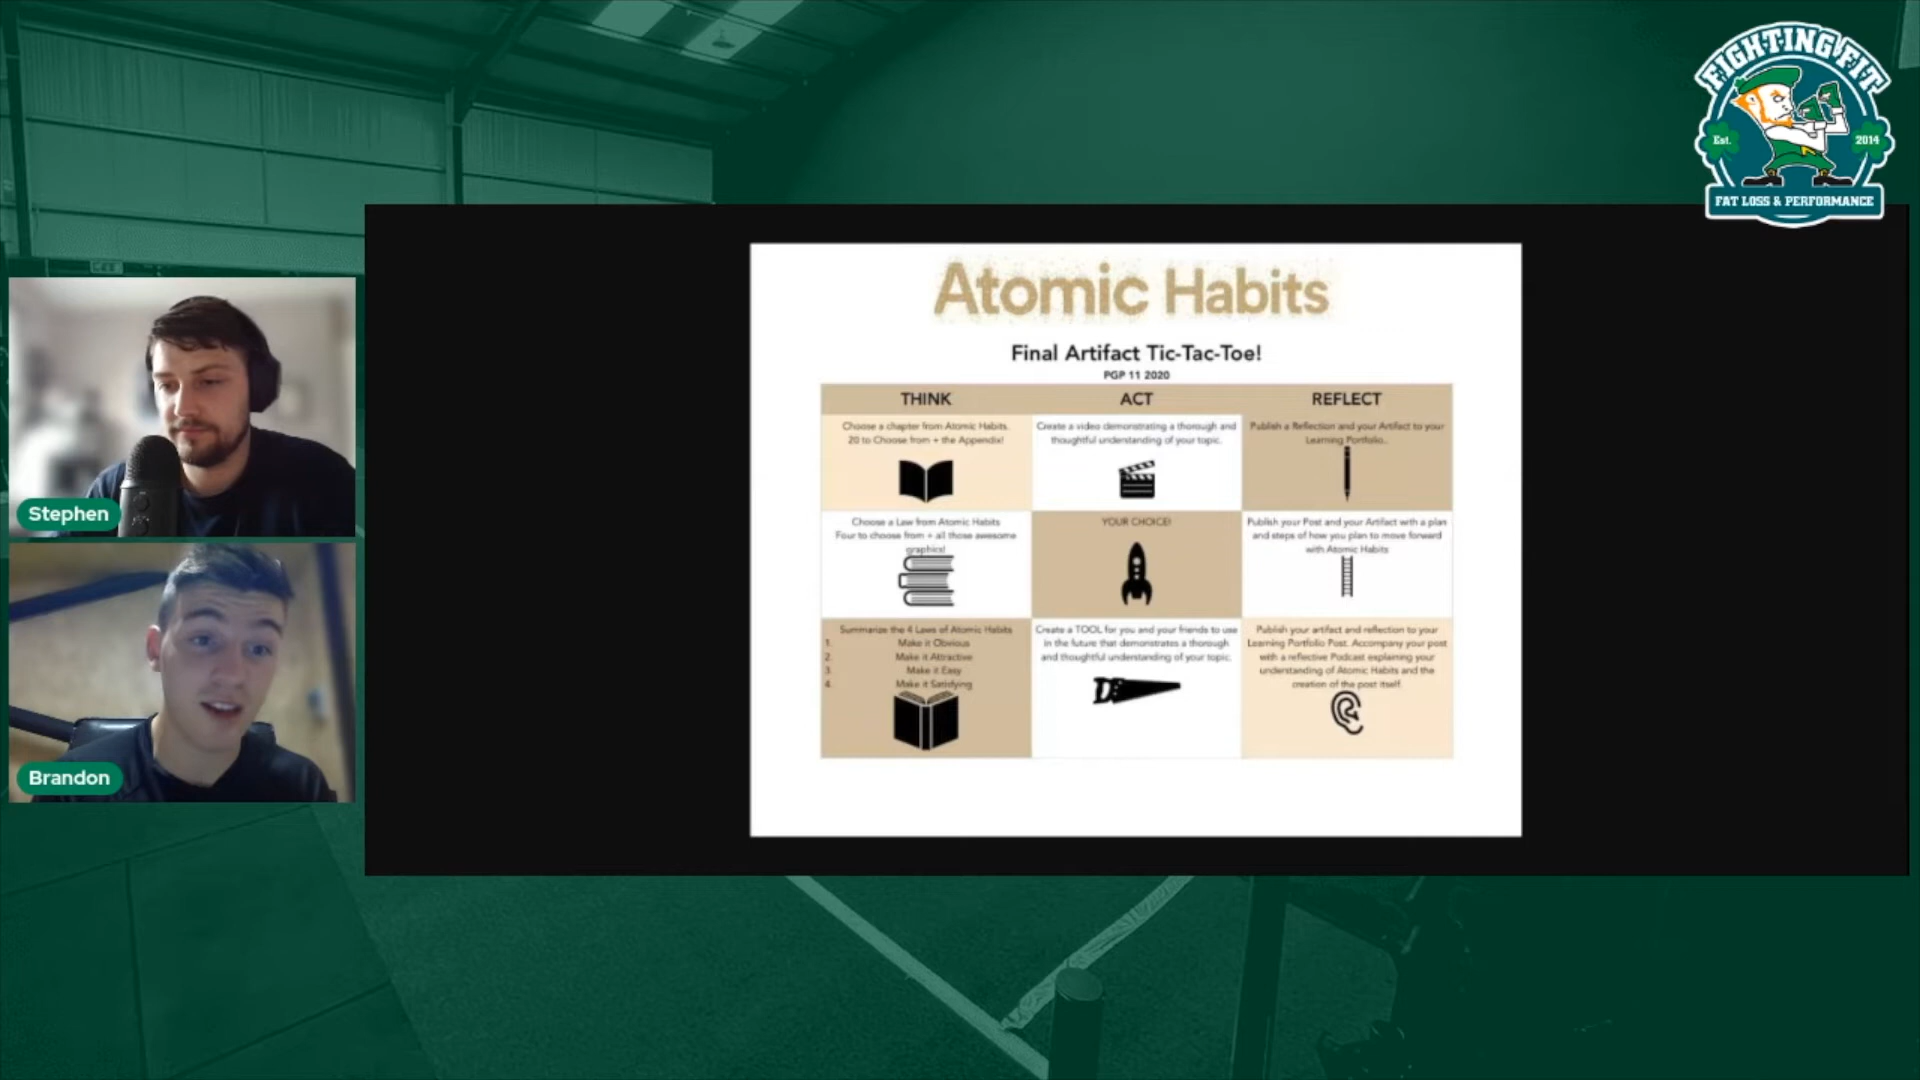 FIGHTING FIT
Est. 2014
FAT LOSS & PERFORMANCE
Stephen
Brandon
Atomic Habits
Final Artifact Tic-Tac-Toe!
PGP 11 2020
THINK
ACT
REFLECT
Choose a chapter from Atomic Habits.
20 to Choose from + the Appendix!
Create a video demonstrating a thorough and
thoughtful understanding of your topic.
Publish a Reflection and your Artifact to your
Learning Portfolio.
Choose a Law from Atomic Habits
Four to choose from + all those awesome
graphics!
YOUR CHOICE!
Publish your Post and your Artifact with a plan
and steps of how you plan to move forward
with Atomic Habits
Summarize the 4 Laws of Atomic Habits
1. Make it Obvious
2. Make it Attractive
3. Make it Easy
4. Make it Satisfying
Create a TOOL for you and your friends to use
in the future that demonstrates a thorough
and thoughtful understanding of your topic.
Publish your artifact and reflection to your
Learning Portfolio Post. Accompany your post
with a reflective Podcast explaining your
understanding of Atomic Habits and the
creation of the post itself.